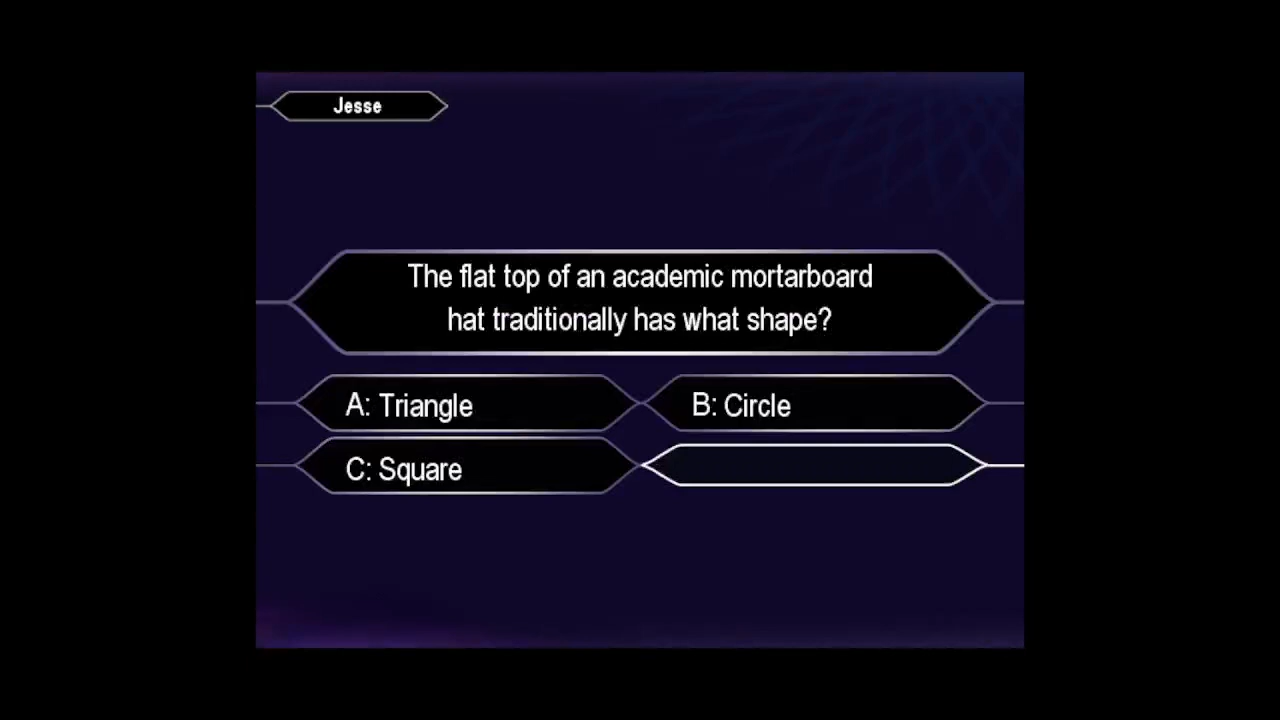 Jesse
The flat top of an academic mortarboard
hat traditionally has what shape?
A: Triangle
B: Circle
C: Square